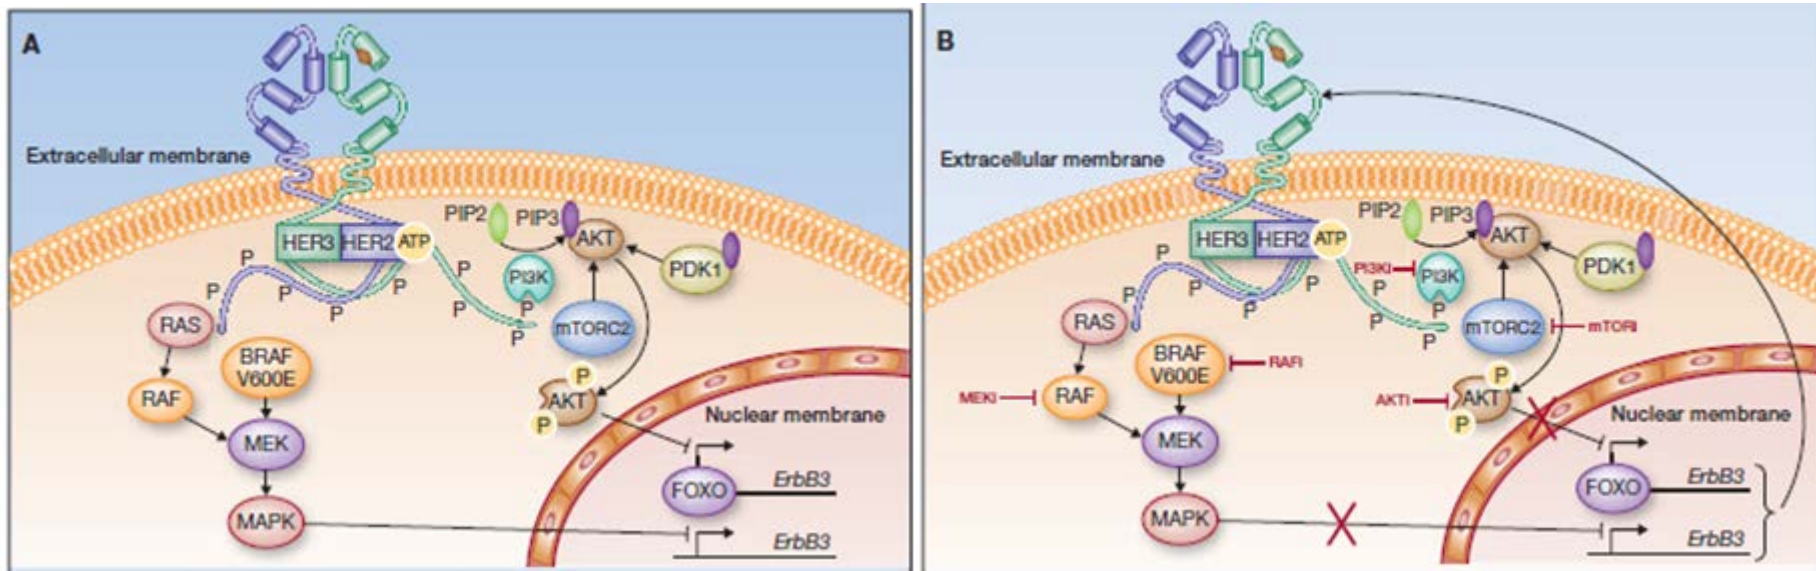 A
Extracellular membrane
PIP2
PIP3
AKT
HER3
HER2
ATP
PDK1
P
PI3K
P
P
P
P
P
P
P
P
RAS
mTORC2
BRAF
V600E
P
RAF
AKT
P
Nuclear membrane
MEK
FOXO
ErbB3
MAPK
ErbB3
B
Extracellular membrane
PIP2
PIP3
AKT
HER3
HER2
ATP
PDK1
P
PI3KI
PI3K
P
P
P
P
P
P
P
P
RAS
mTORC2
mTORI
BRAF
V600E
RAFI
P
MEKI
RAF
AKTI
AKT
P
Nuclear membrane
MEK
FOXO
ErbB3
MAPK
ErbB3